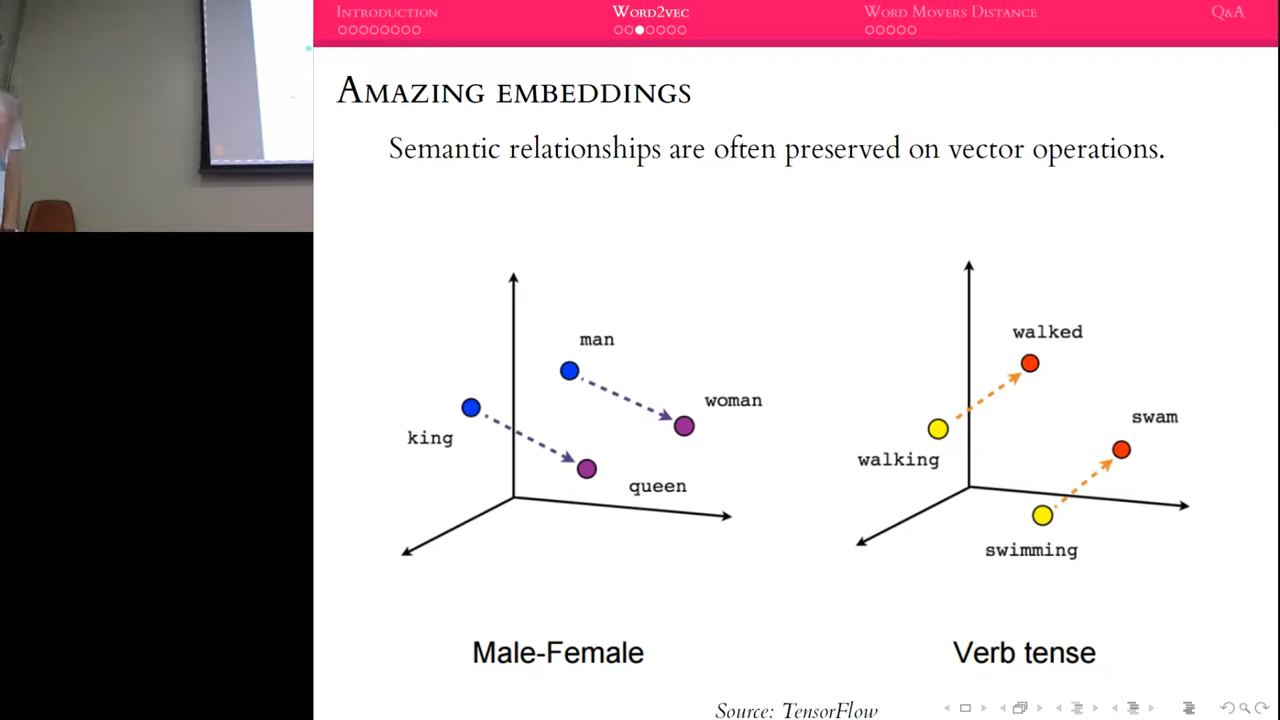 Introduction
Word2vec
Word Movers Distance
Q&A
Amazing embeddings
Semantic relationships are often preserved on vector operations.
man
woman
king
queen
walked
swam
walking
swimming
Male-Female
Verb tense
Source: TensorFlow